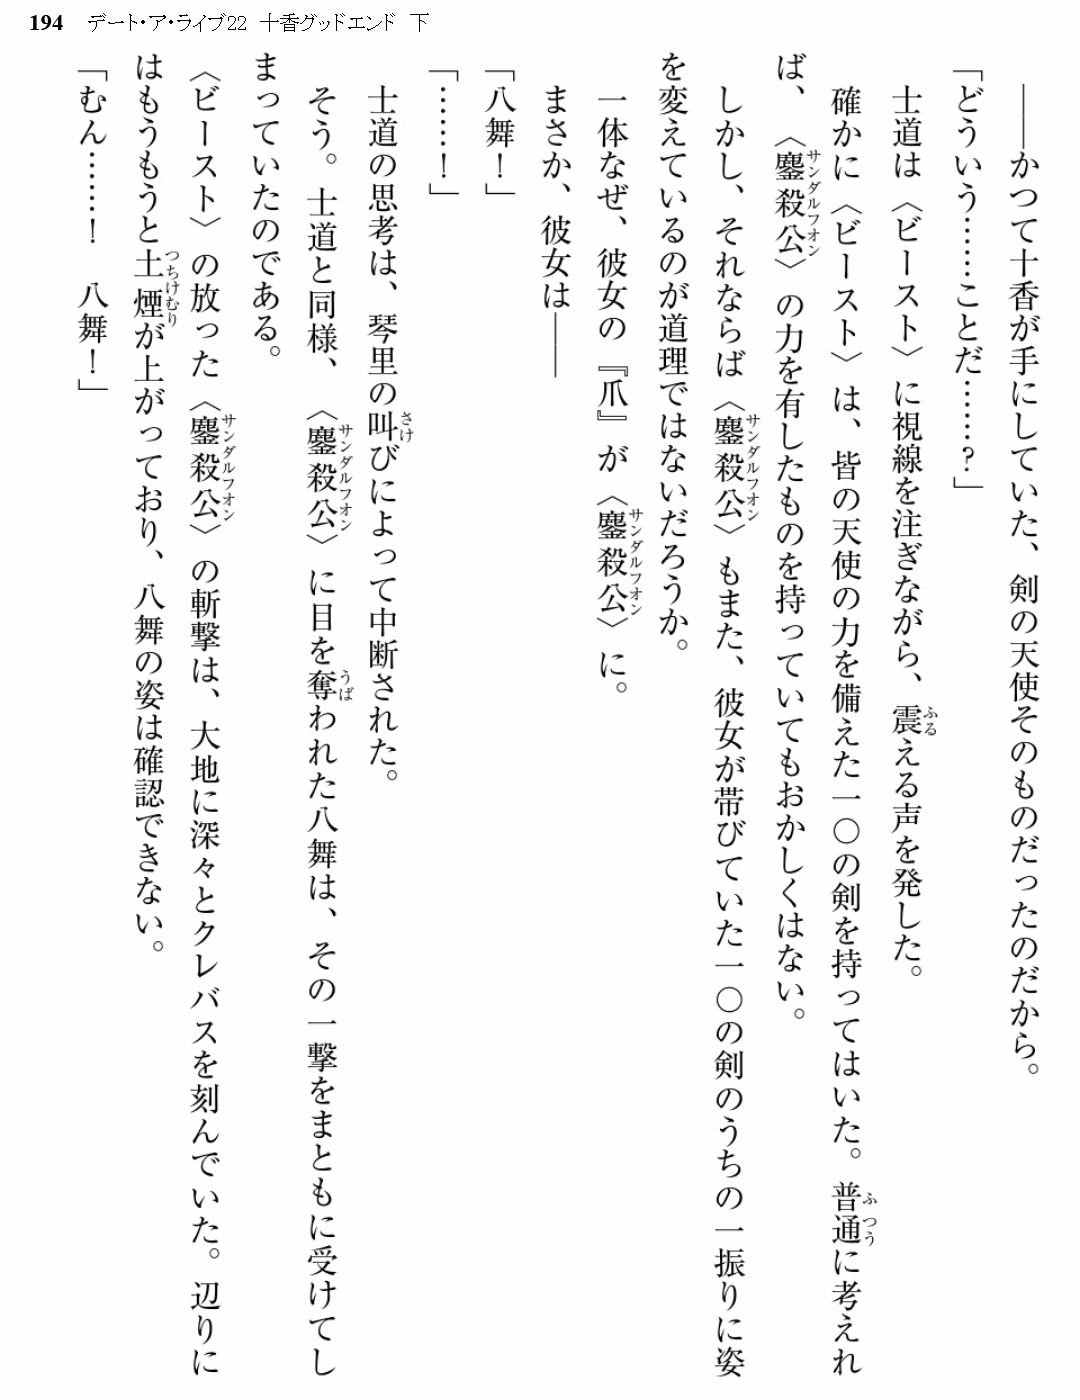 194 デート・ア・ライブ22 十香グッドエンド 下
――かつて十香が手にしていた、剣の天使そのものだったのだから。
「どういう……ことだ……?」
士道は〈ビースト〉に視線を注ぎながら、震える声を発した。
確かに〈ビースト〉は、皆の天使の力を備えた一〇の剣を持ってはいた。普通に考えれ
ば、〈鏖殺公〉の力を有したものを持っていてもおかしくはない。
しかし、それならば〈鏖殺公〉もまた、彼女が帯びていた一〇の剣のうちの一振りに姿
を変えているのが道理ではないだろうか。
一体なぜ、彼女の『爪』が〈鏖殺公〉に。
まさか、彼女は――
「八舞!」
「……!」
士道の思考は、琴里の叫びによって中断された。
そう。士道と同様、〈鏖殺公〉に目を奪われた八舞は、その一撃をまともに受けてし
まっていたのである。
〈ビースト〉の放った〈鏖殺公〉の斬撃は、大地に深々とクレバスを刻んでいた。辺りに
はもうもうと土煙が上がっており、八舞の姿は確認できない。
「むん……! 八舞!」